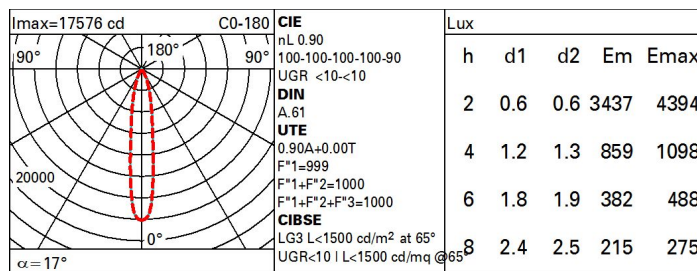 Imax=17576 cd C0-180
90° 180° 90°
20000
0°
α=17°
CIE
nL 0.90
100-100-100-100-90
UGR <10-<10
DIN
A.61
UTE
0.90A+0.00T
F"1=999
F"1+F"2=1000
F"1+F"2+F"3=1000
CIBSE
LG3 L<1500 cd/m² at 65°
UGR<10 | L<1500 cd/mq @65°
Lux
h d1 d2 Em Emax
2 0.6 0.6 3437 4394
4 1.2 1.3 859 1098
6 1.8 1.9 382 488
8 2.4 2.5 215 275